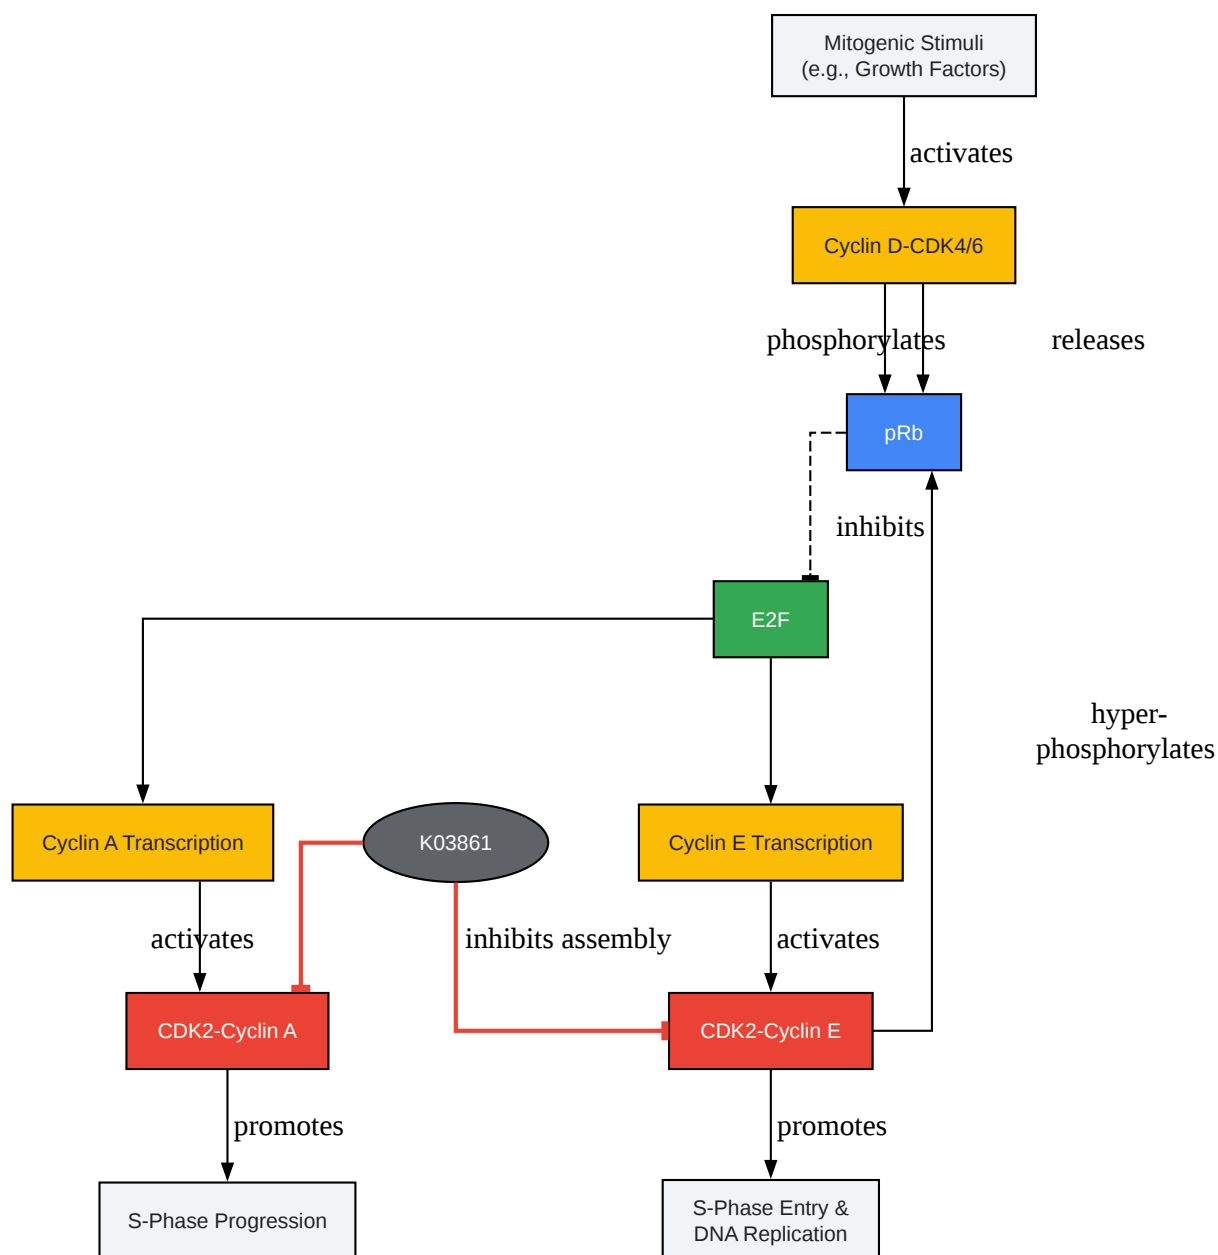 Mitogenic Stimuli
(e.g., Growth Factors)
activates
Cyclin D-CDK4/6
phosphorylates
releases
pRb
inhibits
E2F
hyper-
phosphorylates
Cyclin A Transcription
K03861
Cyclin E Transcription
activates
inhibits assembly
activates
CDK2-Cyclin A
CDK2-Cyclin E
promotes
promotes
S-Phase Progression
S-Phase Entry &
DNA Replication